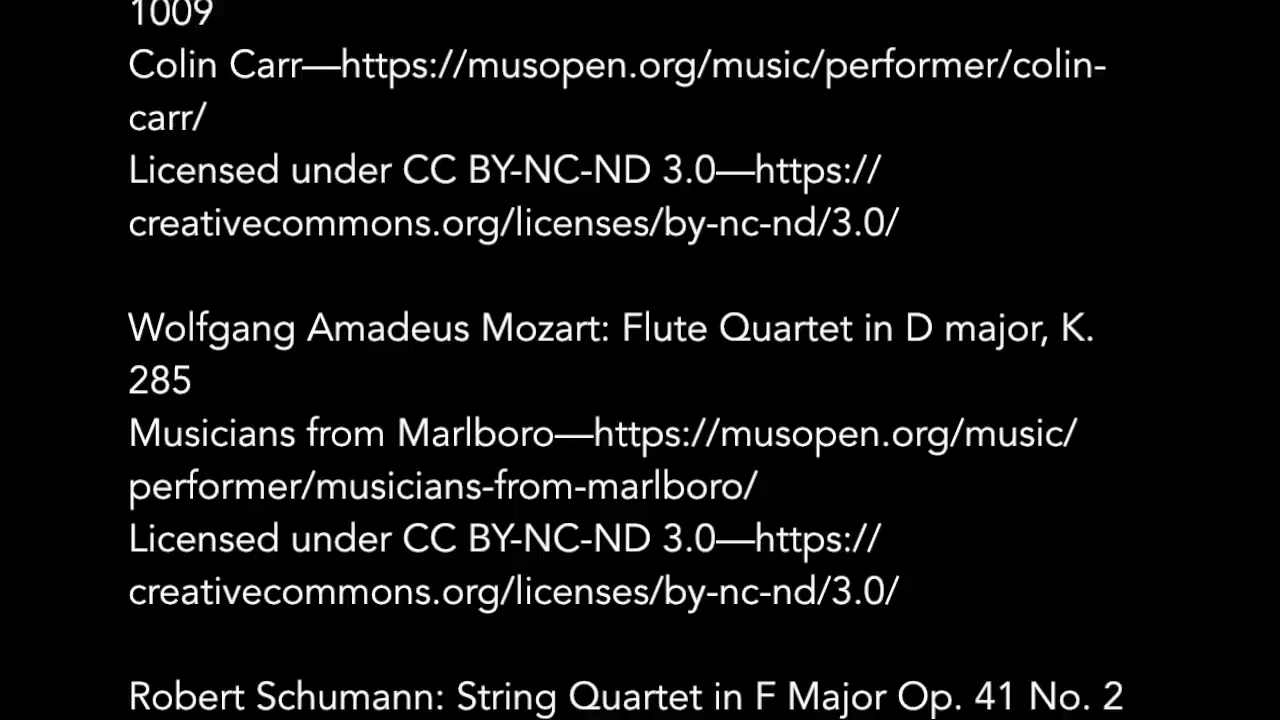 1009
Colin Carr—https://musopen.org/music/performer/colin-
carr/
Licensed under CC BY-NC-ND 3.0—https://
creativecommons.org/licenses/by-nc-nd/3.0/
Wolfgang Amadeus Mozart: Flute Quartet in D major, K.
285
Musicians from Marlboro—https://musopen.org/music/
performer/musicians-from-marlboro/
Licensed under CC BY-NC-ND 3.0—https://
creativecommons.org/licenses/by-nc-nd/3.0/
Robert Schumann: String Quartet in F Major Op. 41 No. 2